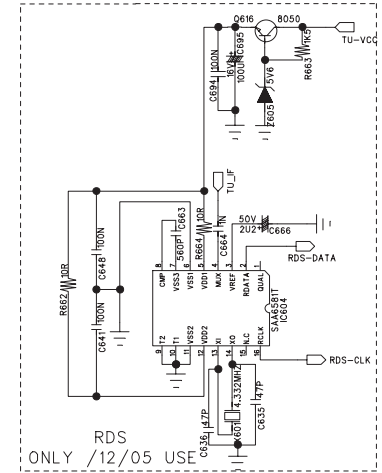 Q616 8050
TU-VCC
1K5
R663
5V6
Z605
C695
16V
100U
100N
C694
TU_IF
50V
2U2
C666
RDS-DATA
100N
C648
R662 10R
100N
C641
C663
560P
10R
R664
1N
C664
8 7 6 5 4 3 2 1
CMP VSS3 VSS1 VDD1 MUX VREF RDATA QUAL
SAA6581T
IC604
T2 T1 VSS2 VDD2 XI XO N.C RCLK
9 10 11 12 13 14 15 16
RDS-CLK
4.332MHZ
X601
47P
C636
47P
C635
RDS
ONLY /12/05 USE